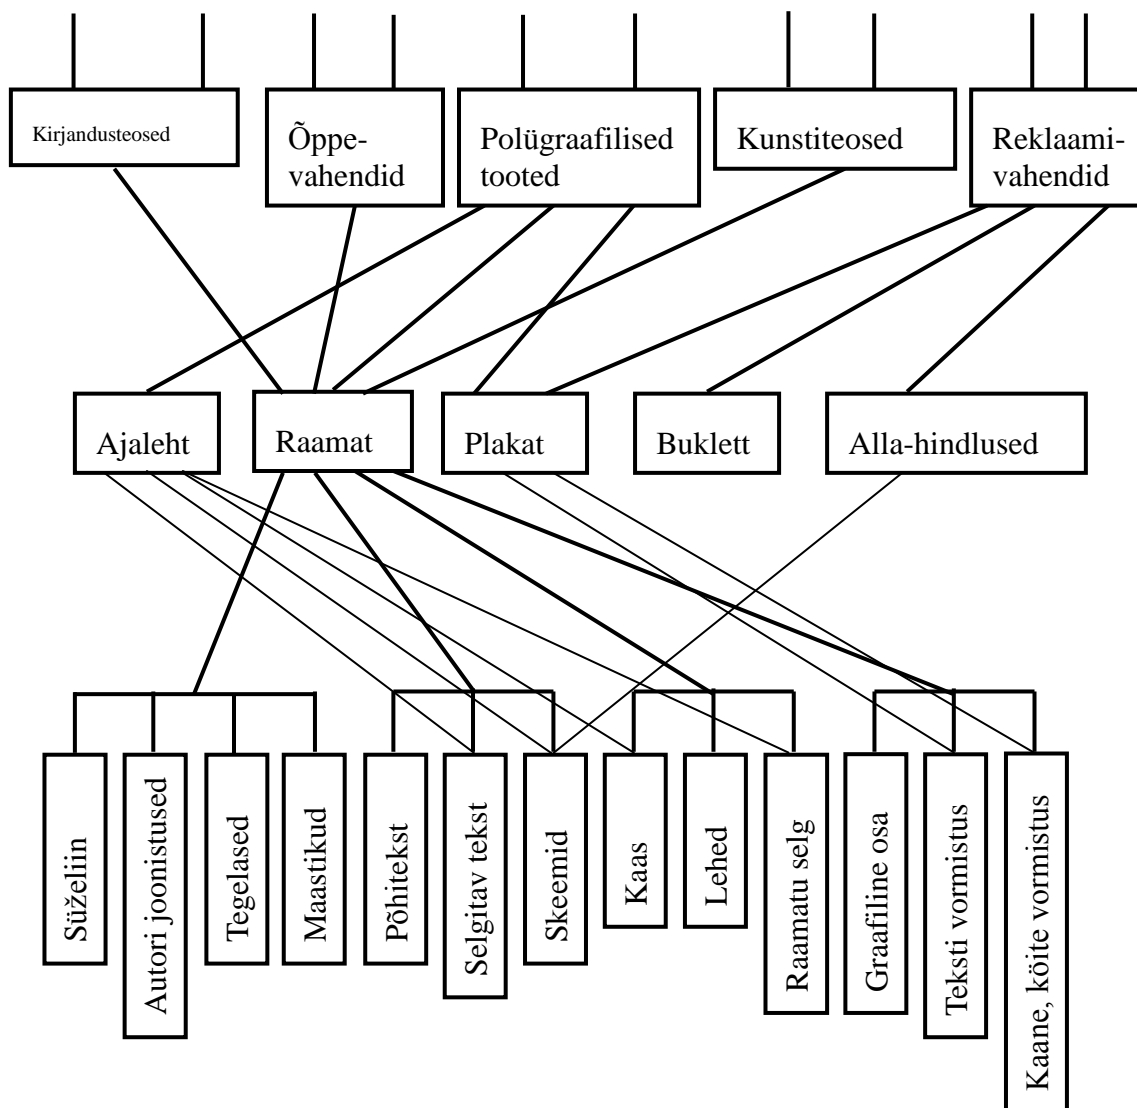 Kirjandusteosed
Õppe-
vahendid
Polügraafilised
tooted
Kunstiteosed
Reklaami-
vahendid
Ajaleht
Raamat
Plakat
Buklett
Alla-hindlused
Süželiin
Autori joonistused
Tegelased
Maastikud
Põhitekst
Selgitav tekst
Skeemid
Kaas
Lehed
Raamatu selg
Graafiline osa
Teksti vormistus
Kaane, köite vormistus